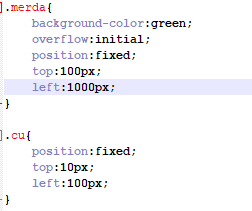 .merda{
background-color:green;
overflow:initial;
position:fixed;
top:100px;
left:1000px;
}
.cu{
position:fixed;
top:10px;
left:100px;
}